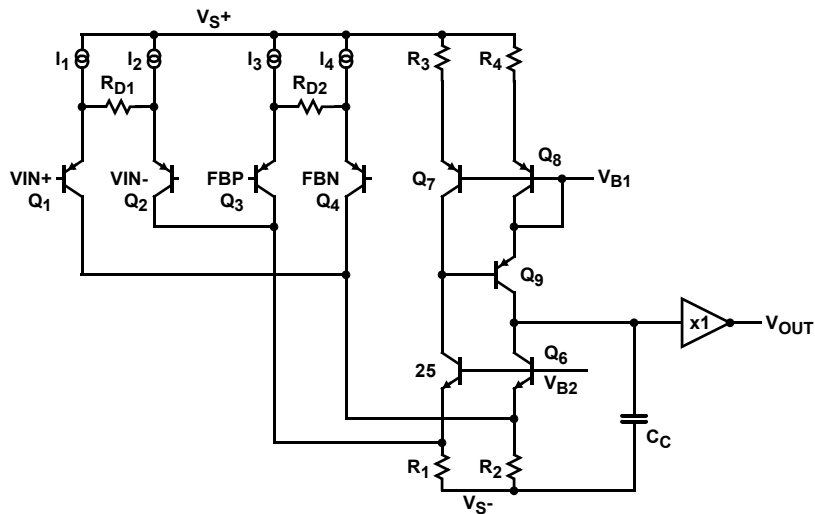 VS+
I1
I2
I3
I4
R3
R4
RD1
RD2
Q8
VIN+
VIN-
FBP
FBN
Q7
VB1
Q1
Q2
Q3
Q4
Q9
x1
VOUT
25
Q6
VB2
CC
R1
R2
VS-